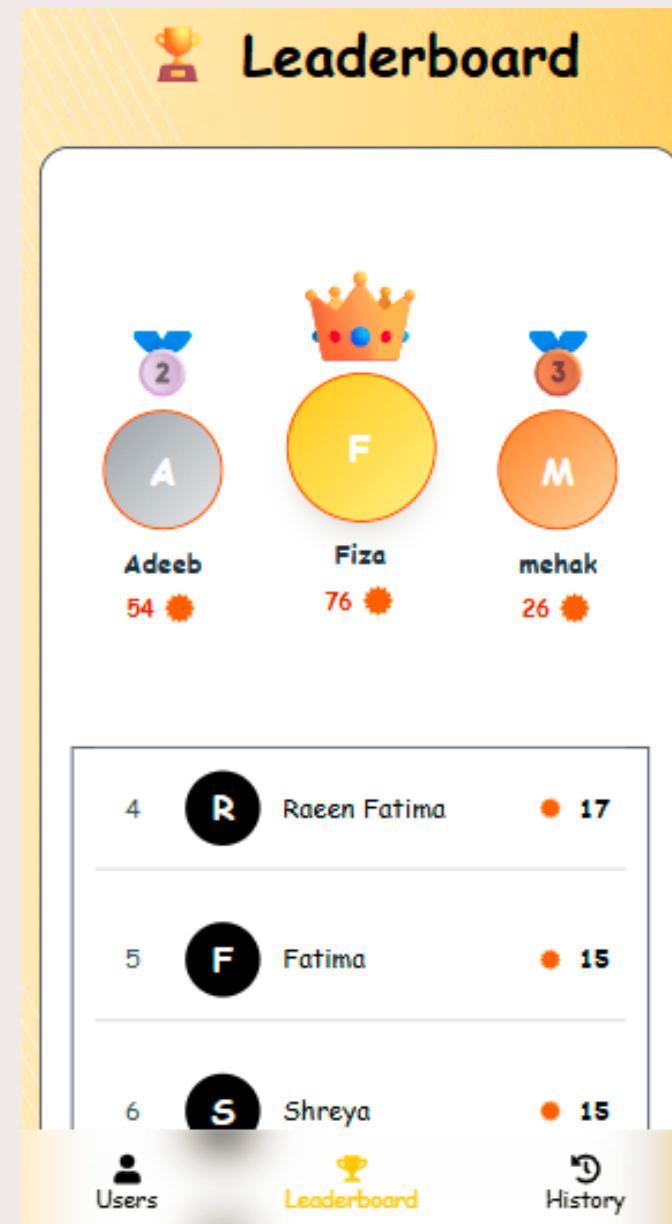 Leaderboard
2
3
A
F
M
Adeeb
Fiza
mehak
54
76
26
4 R Raeen Fatima 17
5 F Fatima 15
6 S Shreya 15
Users Leaderboard History